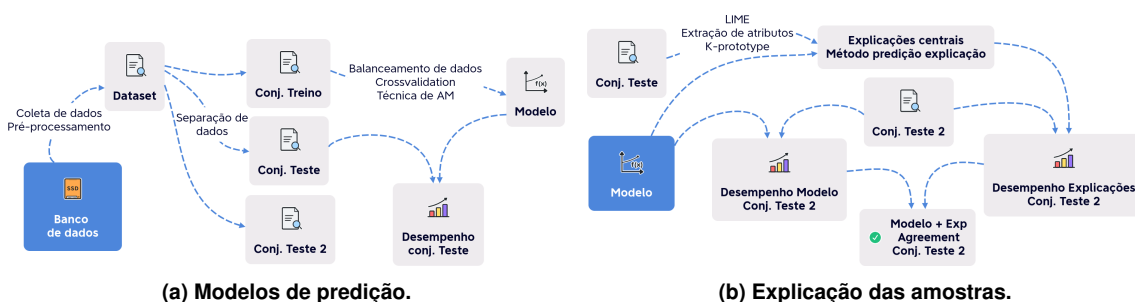 Coleta de dados
Pré-processamento
SSD
Banco
de dados
Dataset
Separação de
dados
Conj. Treino
Conj. Teste
Conj. Teste 2
Balanceamento de dados
Crossvalidation
Técnica de AM
f(x)
Modelo
Desempenho
conj. Teste
(a) Modelos de predição.
Conj. Teste
LIME
Extração de atributos
K-prototype
Explicações centrais
Método predição explicação
f(x)
Modelo
Conj. Teste 2
Desempenho Modelo
Conj. Teste 2
Desempenho Explicações
Conj. Teste 2
Modelo + Exp
Agreement
Conj. Teste 2
(b) Explicação das amostras.